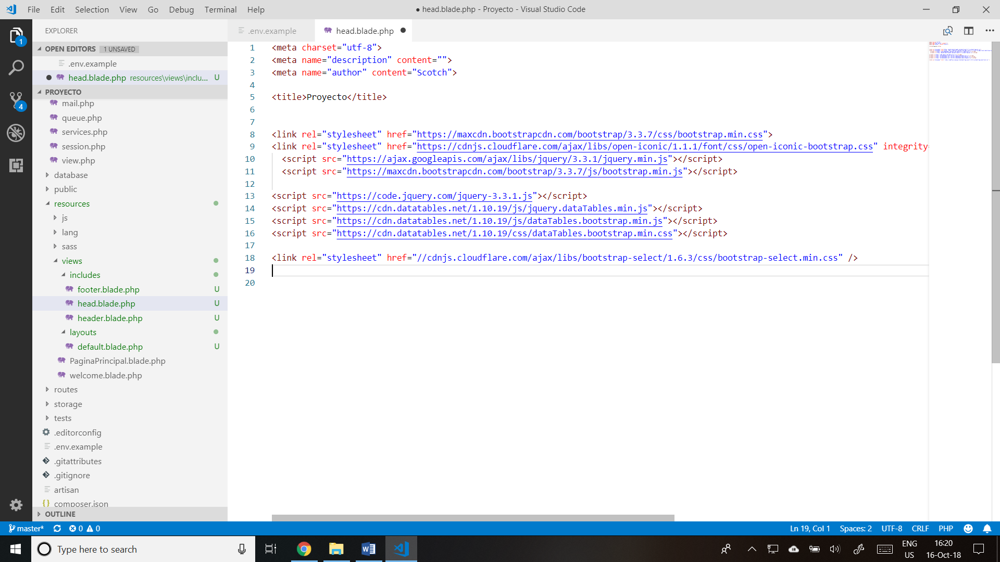 File Edit Selection View Go Debug Terminal Help
● head.blade.php - Proyecto - Visual Studio Code
EXPLORER
OPEN EDITORS 1 UNSAVED
.env.example
head.blade.php resources\views\inclu... U
PROYECTO
mail.php
queue.php
services.php
session.php
view.php
database
public
resources
js
lang
sass
views
includes
footer.blade.php U
head.blade.php U
header.blade.php U
layouts
default.blade.php U
PaginaPrincipal.blade.php
welcome.blade.php
routes
storage
tests
.editorconfig
.env.example
.gitattributes
.gitignore
artisan
composer.json
OUTLINE
1
4
.env.example
head.blade.php
1 <meta charset="utf-8">
2 <meta name="description" content="">
3 <meta name="author" content="Scotch">
4
5 <title>Proyecto</title>
6
7
8 <link rel="stylesheet" href="https://maxcdn.bootstrapcdn.com/bootstrap/3.3.7/css/bootstrap.min.css">
9 <link rel="stylesheet" href="https://cdnjs.cloudflare.com/ajax/libs/open-iconic/1.1.1/font/css/open-iconic-bootstrap.css" integrity=
10 <script src="https://ajax.googleapis.com/ajax/libs/jquery/3.3.1/jquery.min.js"></script>
11 <script src="https://maxcdn.bootstrapcdn.com/bootstrap/3.3.7/js/bootstrap.min.js"></script>
12
13 <script src="https://code.jquery.com/jquery-3.3.1.js"></script>
14 <script src="https://cdn.datatables.net/1.10.19/js/jquery.dataTables.min.js"></script>
15 <script src="https://cdn.datatables.net/1.10.19/js/dataTables.bootstrap.min.js"></script>
16 <script src="https://cdn.datatables.net/1.10.19/css/dataTables.bootstrap.min.css"></script>
17
18 <link rel="stylesheet" href="//cdnjs.cloudflare.com/ajax/libs/bootstrap-select/1.6.3/css/bootstrap-select.min.css" />
19
20
master* 0 0
Ln 19, Col 1 Spaces: 2 UTF-8 CRLF PHP
Type here to search
ENG
US
16:20
16-Oct-18